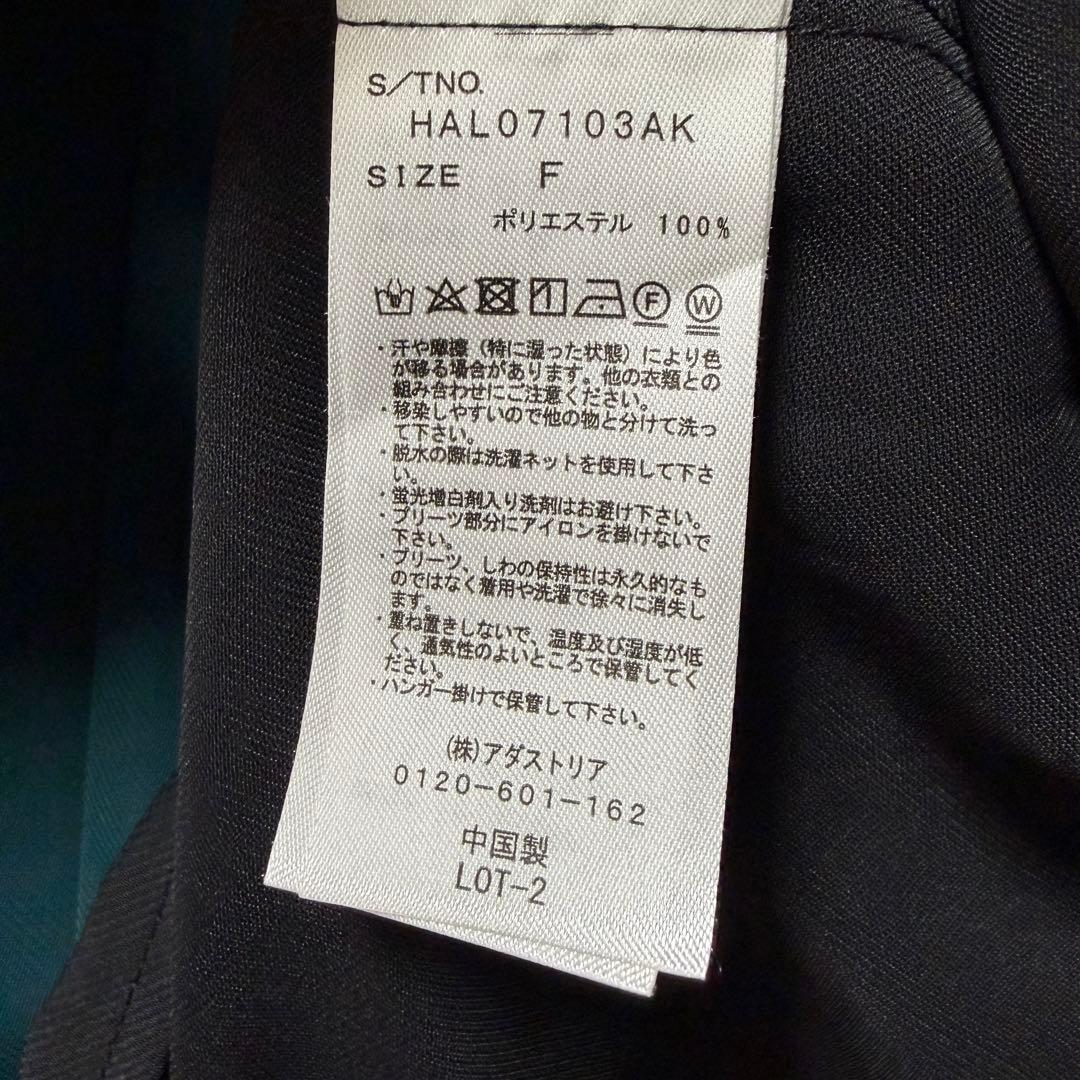 S/TNO.
HAL07103AK
SIZE F
ポリエステル 100%
F W
・汗や摩擦（特に湿った状態）により色
が移る場合があります。他の衣類との
組み合わせにご注意ください。
・移染しやすいので他の物と分けて洗っ
て下さい。
・脱水の際は洗濯ネットを使用して下さ
い。
・蛍光増白剤入り洗剤はお避け下さい。
・プリーツ部分にアイロンを掛けないで
下さい。
・プリーツ、しわの保持性は永久的なも
のではなく着用や洗濯で徐々に消失し
ます。
・重ね置きしないで、温度及び湿度が低
く、通気性のよいところで保管してく
ださい。
・ハンガー掛けで保管して下さい。
(株)アダストリア
0120-601-162
中国製
LOT-2